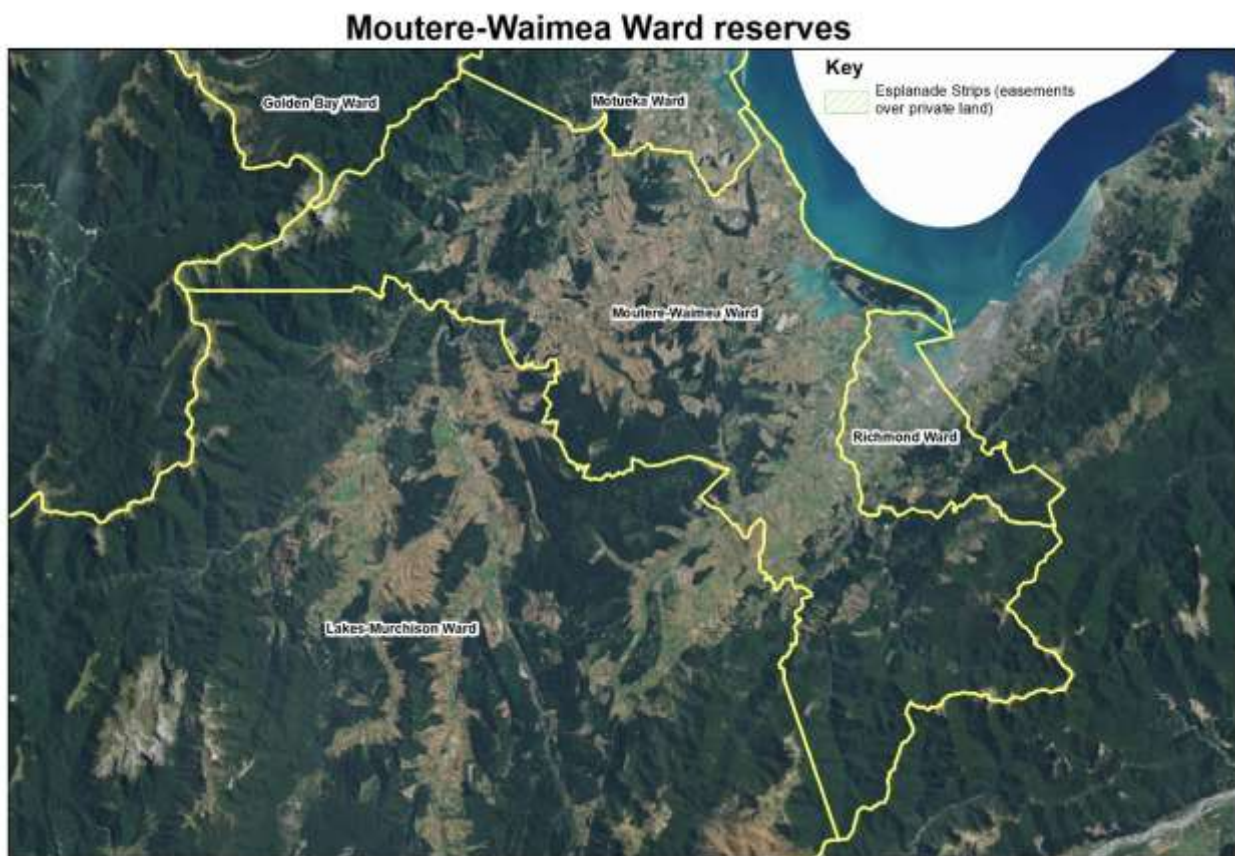 Moutere-Waimea Ward reserves
Key
Esplanade Strips (easements
over private land)
Golden Bay Ward
Motueka Ward
Moutere-Waimea Ward
Richmond Ward
Lakes-Murchison Ward